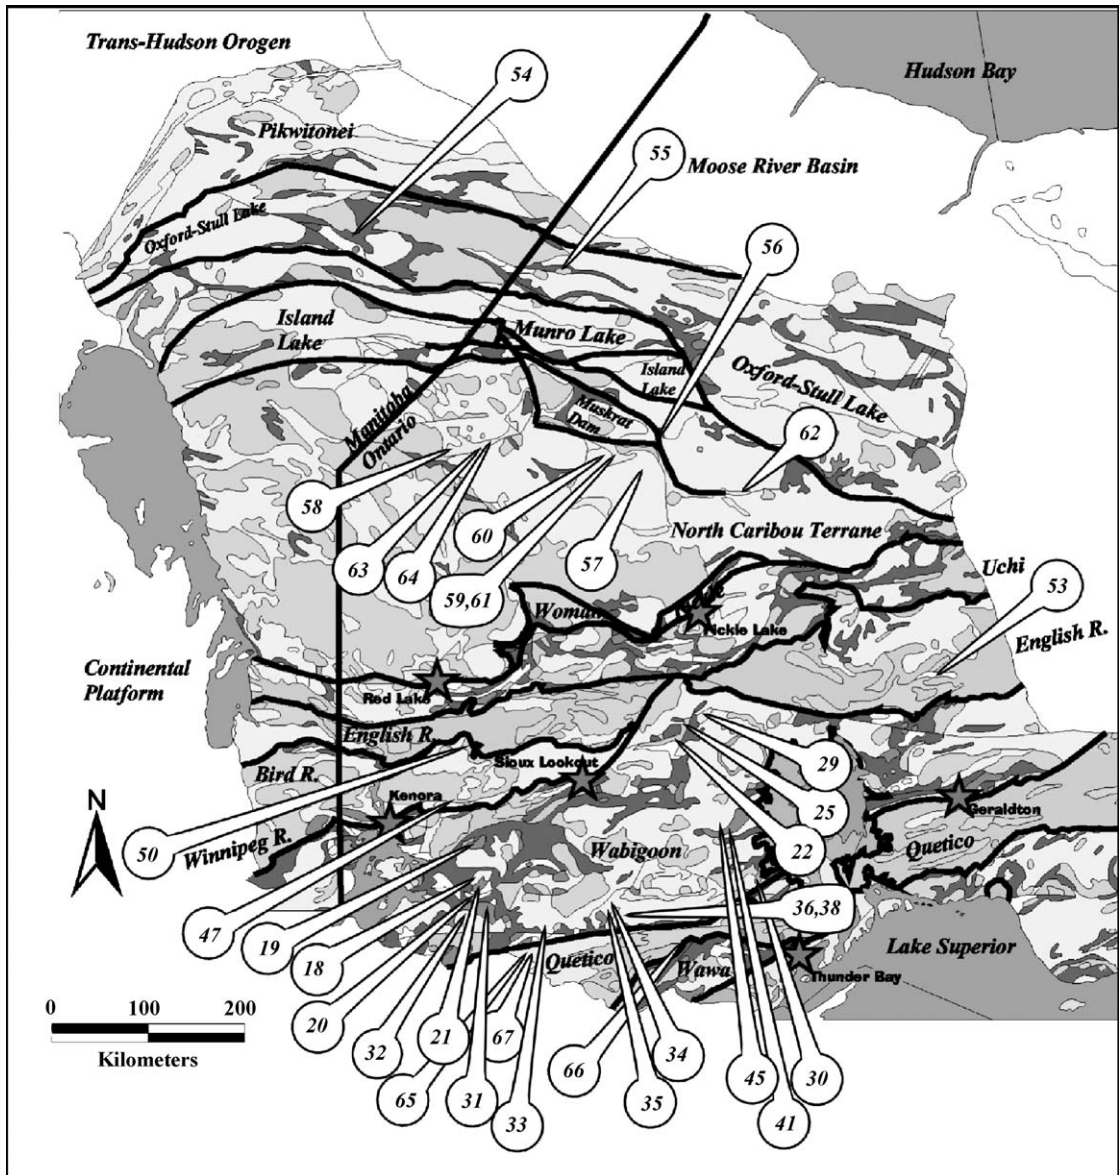 Trans-Hudson Orogen
Hudson Bay
54
Pikwitonei
55
Moose River Basin
Oxford-Stull Lake
56
Island
Lake
Munro Lake
Island
Lake
Oxford-Stull Lake
Manitoba
Ontario
Muskrat
Dam
62
58
60
57
North Caribou Terrane
63
64
59,61
Uchi
53
Woman
Pickle Lake
English R.
Continental
Platform
Red Lake
English R.
Sioux Lookout
29
Bird R.
Kenora
25
Geraldton
N
50
Winnipeg R.
Wabigoon
22
Quetico
47
19
36,38
Lake Superior
18
Quetico
Wawa
Thunder Bay
0 100 200
Kilometers
20
32
21
67
34
66
65
31
33
35
45
30
41